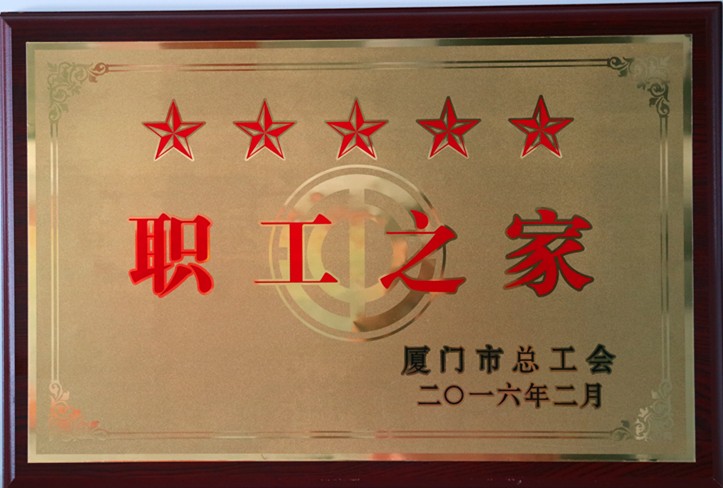 职工之家
厦门市总工会
二〇一六年二月